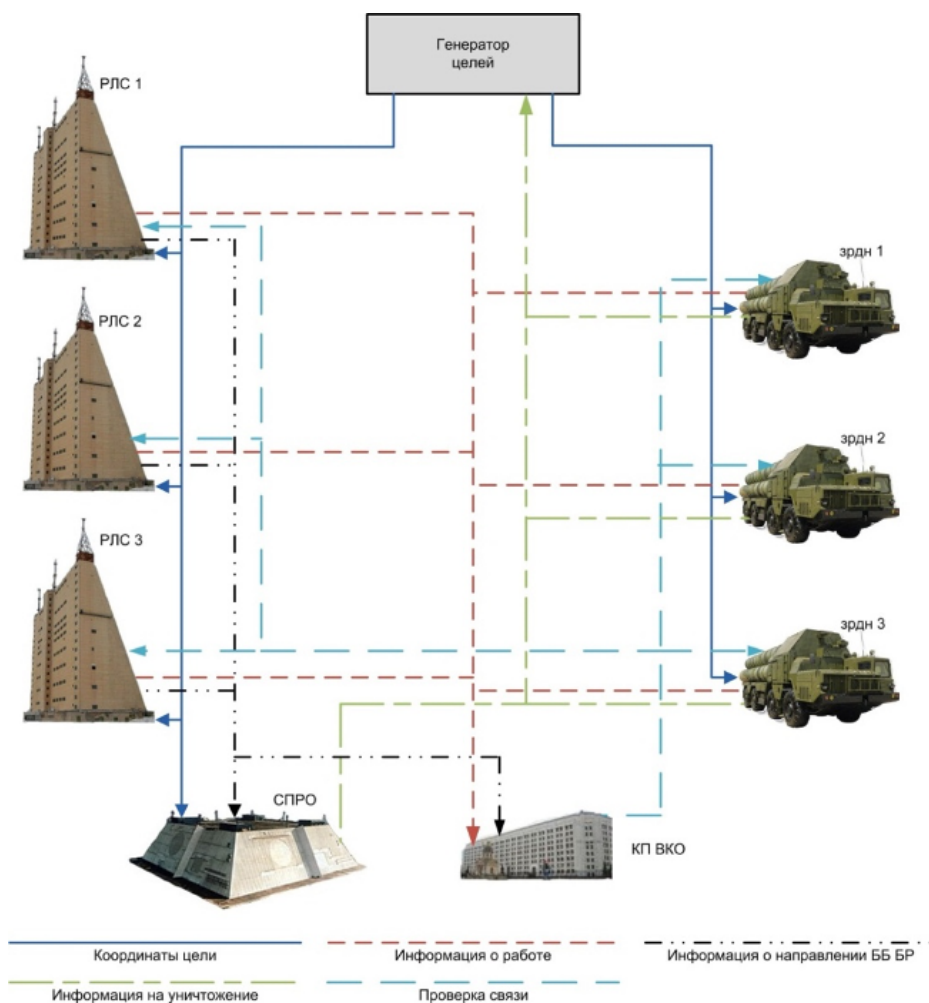 Генератор
целей
РЛС 1
зрдн 1
РЛС 2
зрдн 2
РЛС 3
зрдн 3
СПРО
КП ВКО
Координаты цели
Информация о работе
Информация о направлении ББ БР
Информация на уничтожение
Проверка связи